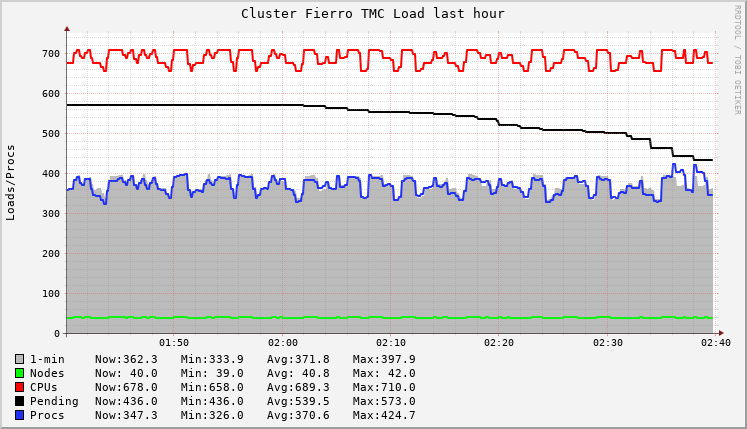 Cluster Fierro TMC Load last hour
RRDTOOL / TOBI OETIKER
Loads/Procs
700
600
500
400
300
200
100
0
01:50 02:00 02:10 02:20 02:30 02:40
1-min Now:362.3 Min:333.9 Avg:371.8 Max:397.9
Nodes Now: 40.0 Min: 39.0 Avg: 40.8 Max: 42.0
CPUs Now:678.0 Min:658.0 Avg:689.3 Max:710.0
Pending Now:436.0 Min:436.0 Avg:539.5 Max:573.0
Procs Now:347.3 Min:326.0 Avg:370.6 Max:424.7